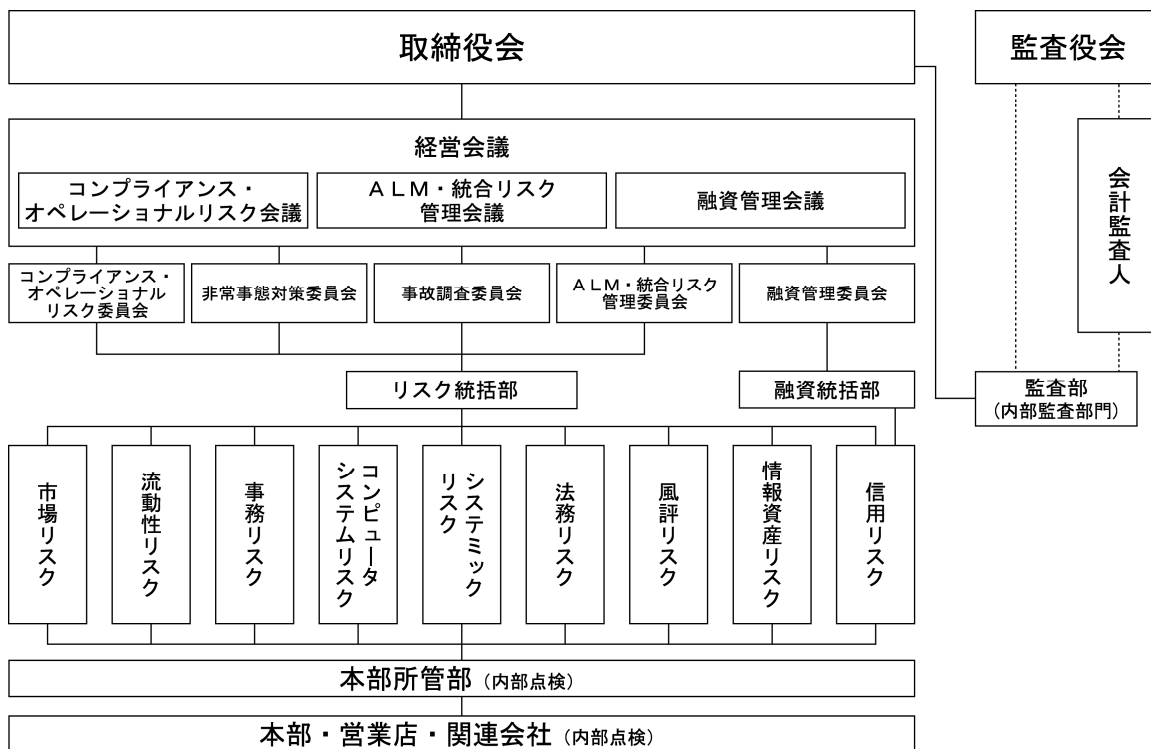 取締役会
監査役会
経営会議
コンプライアンス・
オペレーショナルリスク会議
ＡＬＭ・統合リスク
管理会議
融資管理会議
会計監査人
コンプライアンス・
オペレーショナル
リスク委員会
非常事態対策委員会
事故調査委員会
ＡＬＭ・統合リスク
管理委員会
融資管理委員会
リスク統括部
融資統括部
監査部
（内部監査部門）
市場リスク
流動性リスク
事務リスク
コンピュータ
システムリスク
システミック
リスク
法務リスク
風評リスク
情報資産リスク
信用リスク
本部所管部（内部点検）
本部・営業店・関連会社（内部点検）